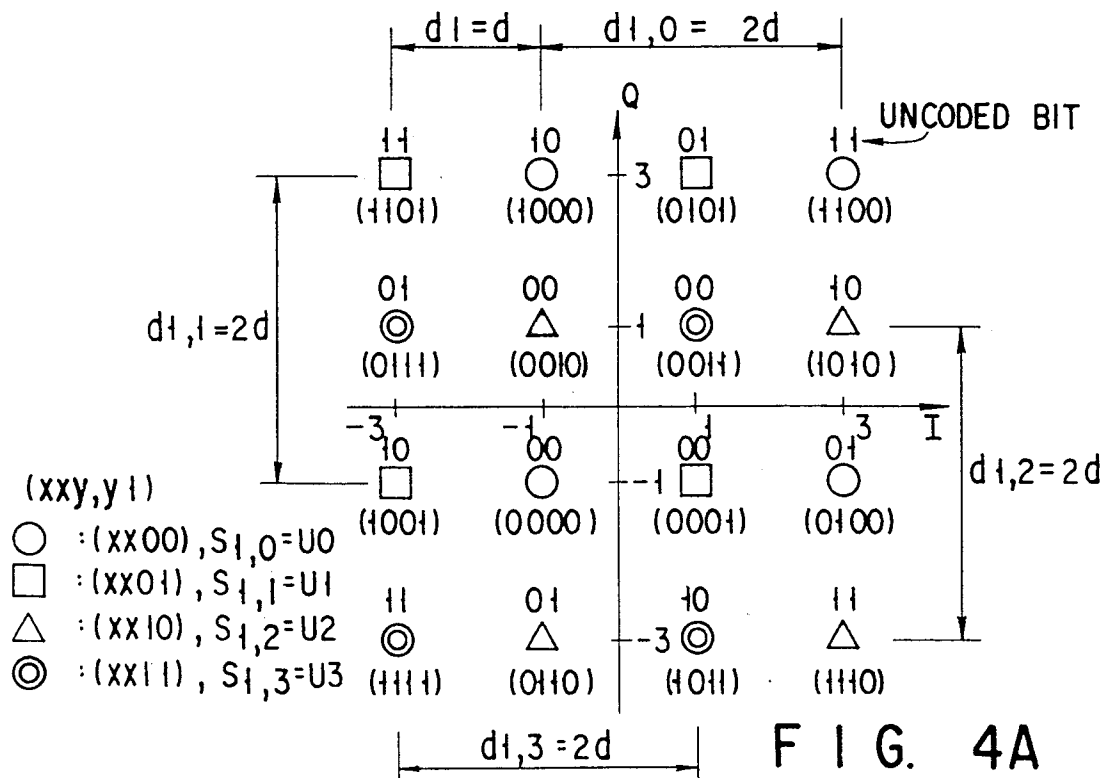 d1=d d1,0= 2d
Q
UNCODED BIT
11 10 01 11
3
(1101) (1000) (0101) (1100)
01 00 00 10
d1,1=2d
1
(0111) (0010) (0011) (1010)
-3 -1 1 3 I
10 00 00 01
-1
d1,2=2d
(xxy,y1)
(1001) (0000) (0001) (0100)
:(xx00), S1,0=U0
:(xx01), S1,1=U1
11 01 10 11
:(xx10), S1,2=U2
-3
:(xx11), S1,3=U3
(1111) (0110) (1011) (1110)
d1,3=2d
FIG. 4A